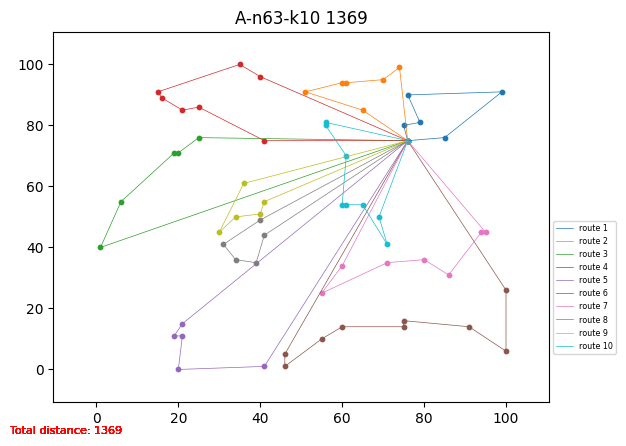 A-n63-k10 1369
100
80
60
40
20
0
0 20 40 60 80 100
route 1
route 2
route 3
route 4
route 5
route 6
route 7
route 8
route 9
route 10
Total distance: 1369